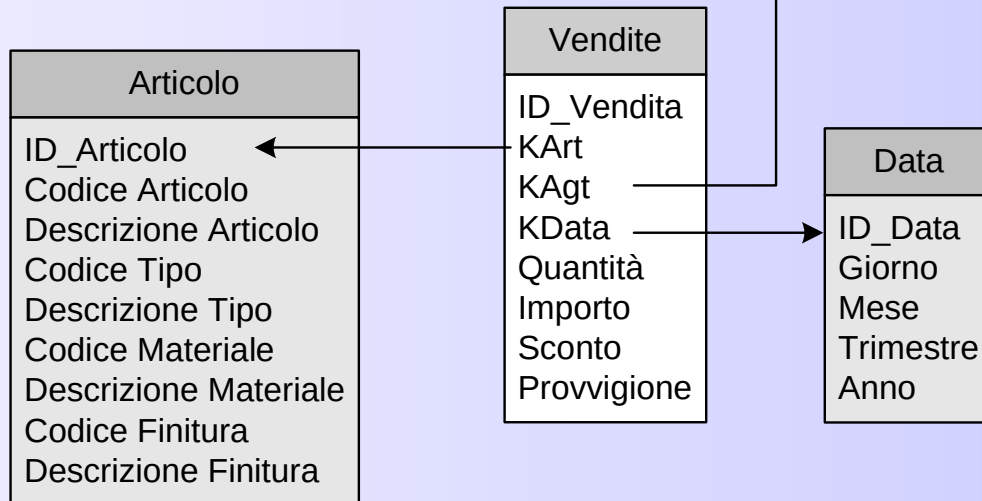 Articolo
ID_Articolo
Codice Articolo
Descrizione Articolo
Codice Tipo
Descrizione Tipo
Codice Materiale
Descrizione Materiale
Codice Finitura
Descrizione Finitura
Vendite
ID_Vendita
KArt
KAgt
KData
Quantità
Importo
Sconto
Provvigione
Data
ID_Data
Giorno
Mese
Trimestre
Anno